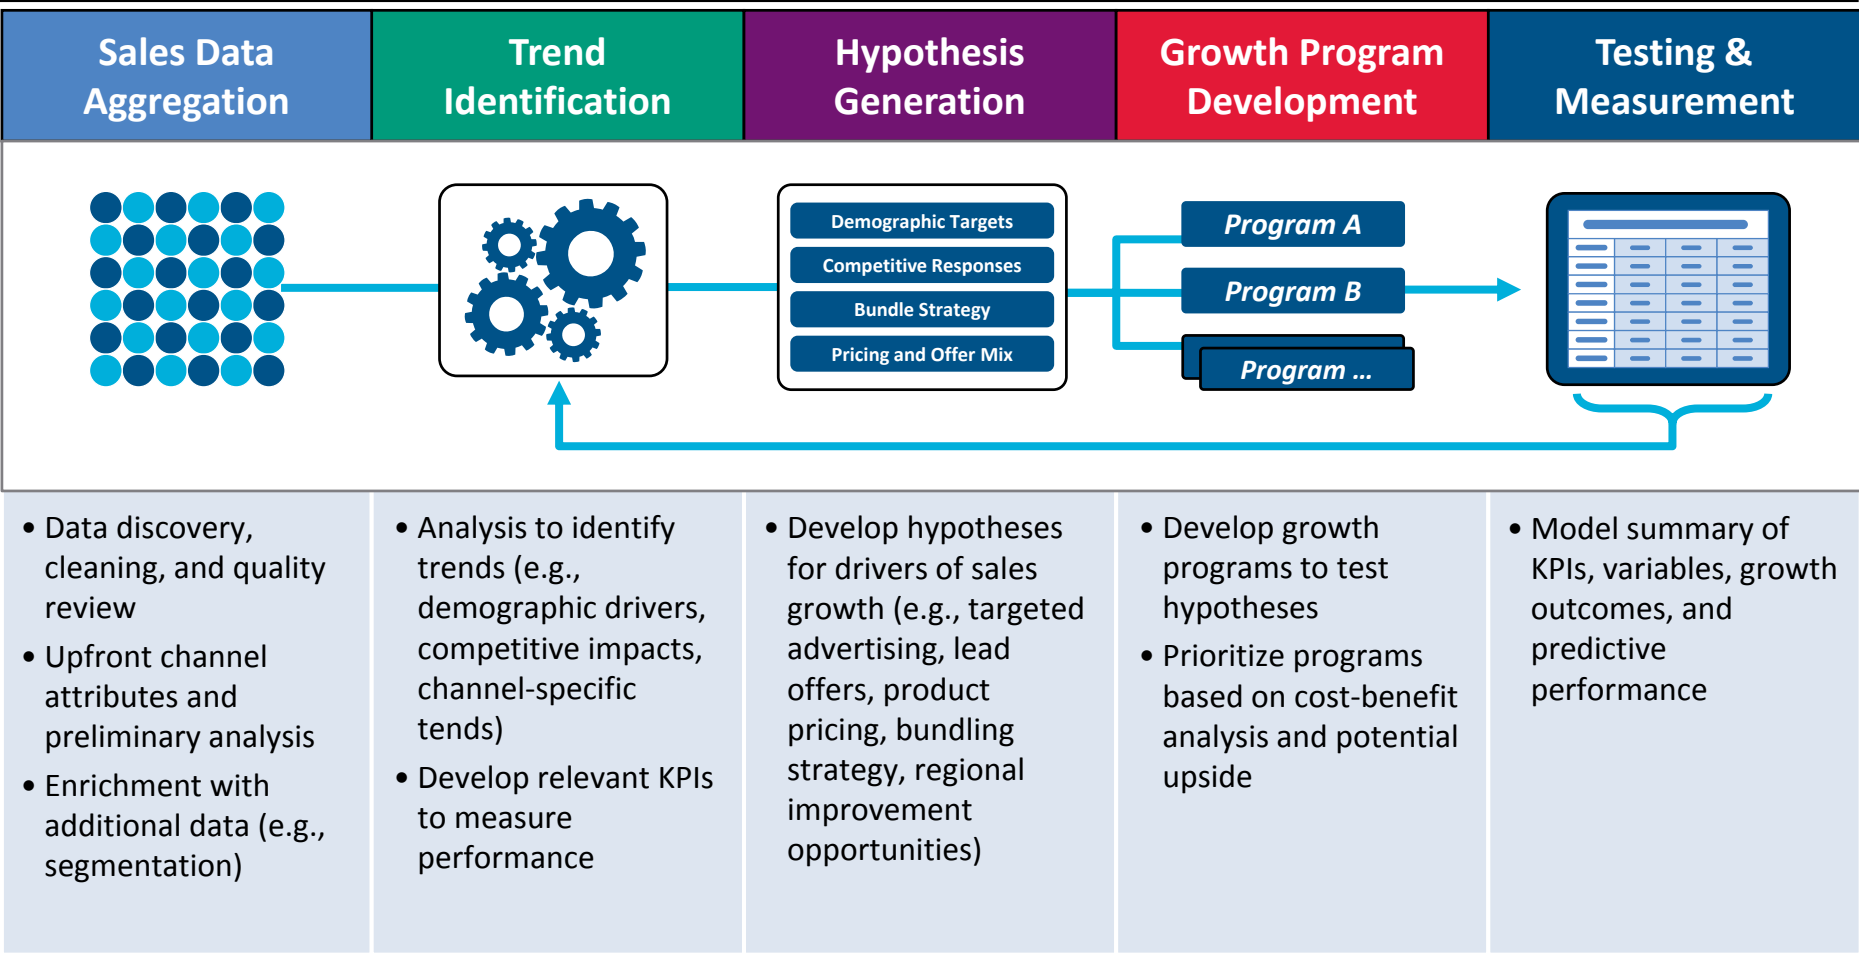 Sales Data
Aggregation
Trend
Identification
Hypothesis
Generation
Growth Program
Development
Testing &
Measurement
Demographic Targets
Competitive Responses
Bundle Strategy
Pricing and Offer Mix
Program A
Program B
Program ...
• Data discovery,
cleaning, and quality
review
• Upfront channel
attributes and
preliminary analysis
• Enrichment with
additional data (e.g.,
segmentation)
• Analysis to identify
trends (e.g.,
demographic drivers,
competitive impacts,
channel-specific
tends)
• Develop relevant KPIs
to measure
performance
• Develop hypotheses
for drivers of sales
growth (e.g., targeted
advertising, lead
offers, product
pricing, bundling
strategy, regional
improvement
opportunities)
• Develop growth
programs to test
hypotheses
• Prioritize programs
based on cost-benefit
analysis and potential
upside
• Model summary of
KPIs, variables, growth
outcomes, and
predictive
performance